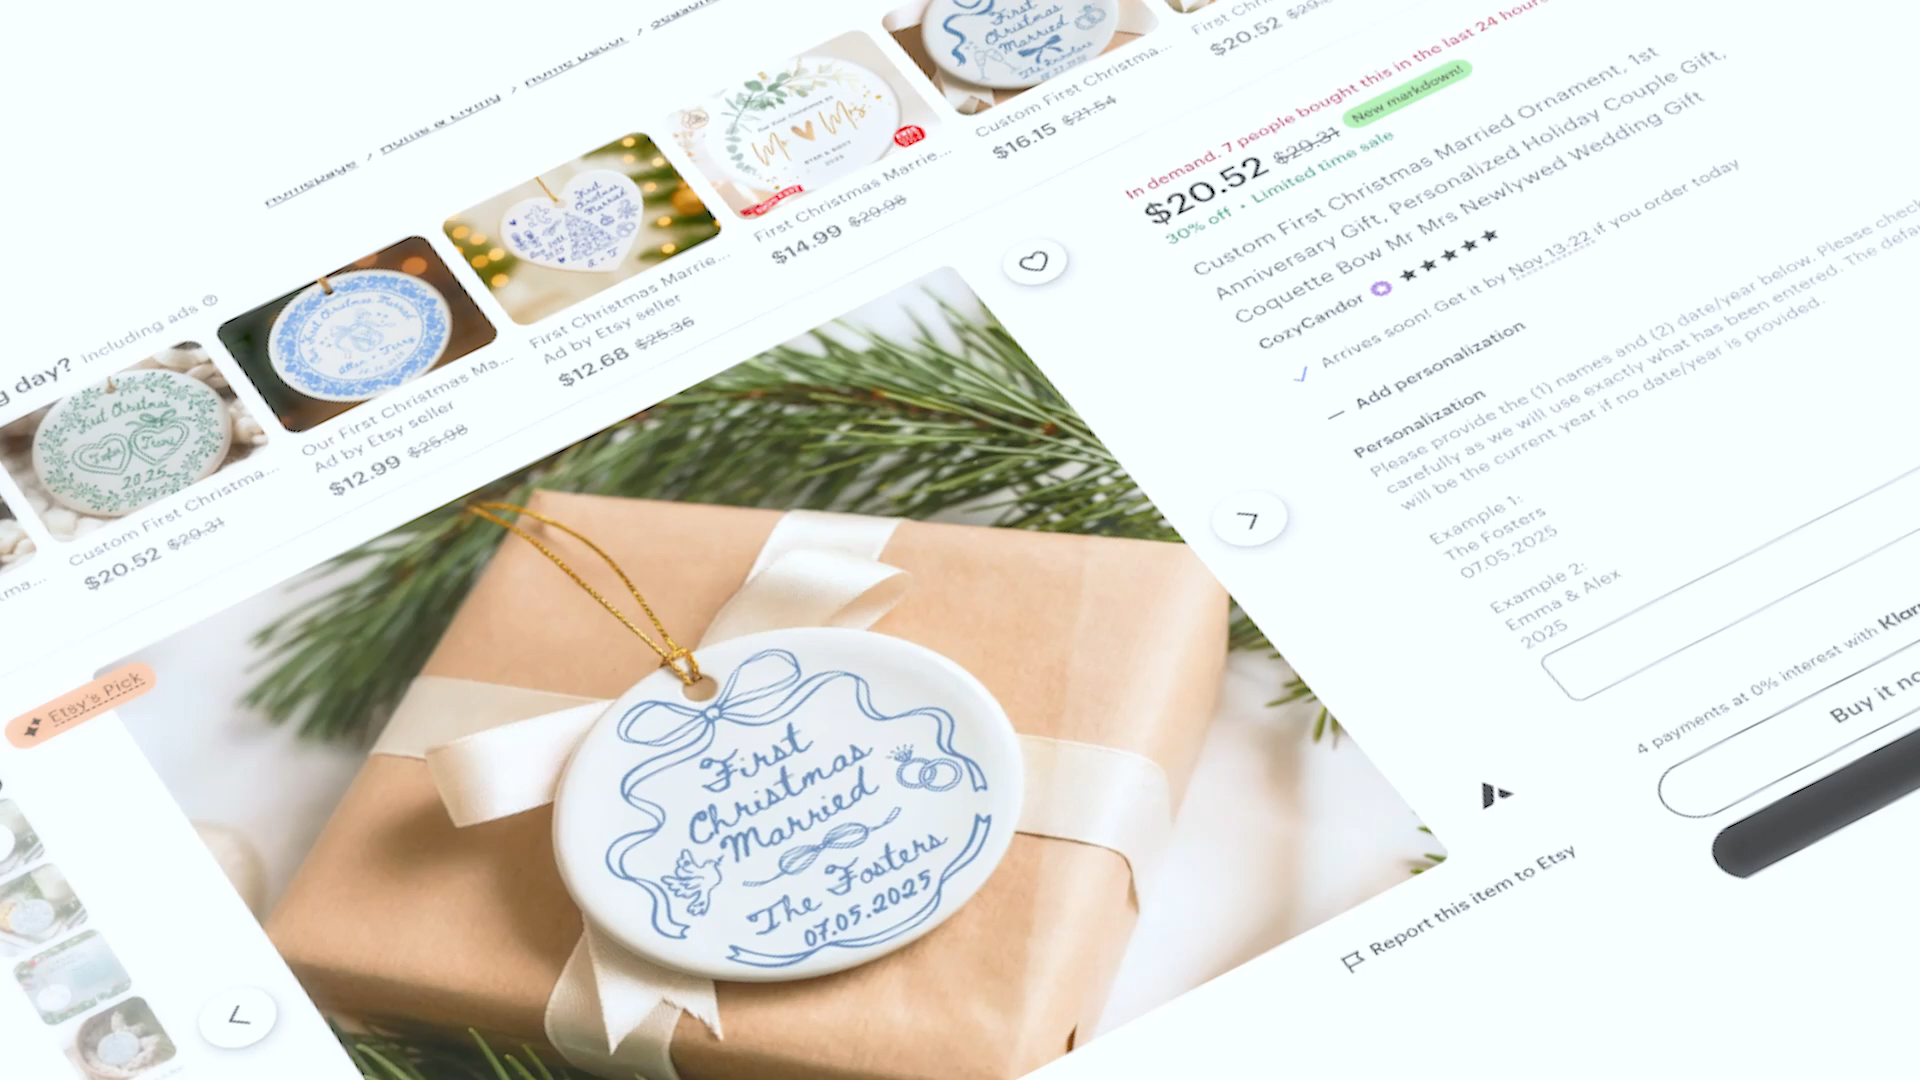 Homepage / Home & Living / Home Decor /
g day? Including ads
Custom First Christma...
$20.52 $29.31
Our First Christmas Ma...
Ad by Etsy seller
$12.99 $25.98
First Christmas Marrie...
Ad by Etsy seller
$12.68 $25.36
First Christmas Marrie...
$14.99 $29.98
Custom First Christma...
$16.15 $21.54
$20.52
Etsy's Pick
First
Christmas
Married
The Fosters
07.05.2025
In demand. 7 people bought this in the last 24 hours
$20.52 $29.31 New markdown!
30% off • Limited time sale
Custom First Christmas Married Ornament, 1st
Anniversary Gift, Personalized Holiday Couple Gift,
Coquette Bow Mr Mrs Newlywed Wedding Gift
CozyCandor ★★★★★
Arrives soon! Get it by Nov 13-22 if you order today
Add personalization
Personalization
Please provide the (1) names and (2) date/year below. Please check
carefully as we will use exactly what has been entered. The
will be the current year if no date/year is provided.
Example 1:
The Fosters
07.05.2025
Example 2:
Emma & Alex
2025
4 payments at 0% interest with
Buy it
Report this item to Etsy